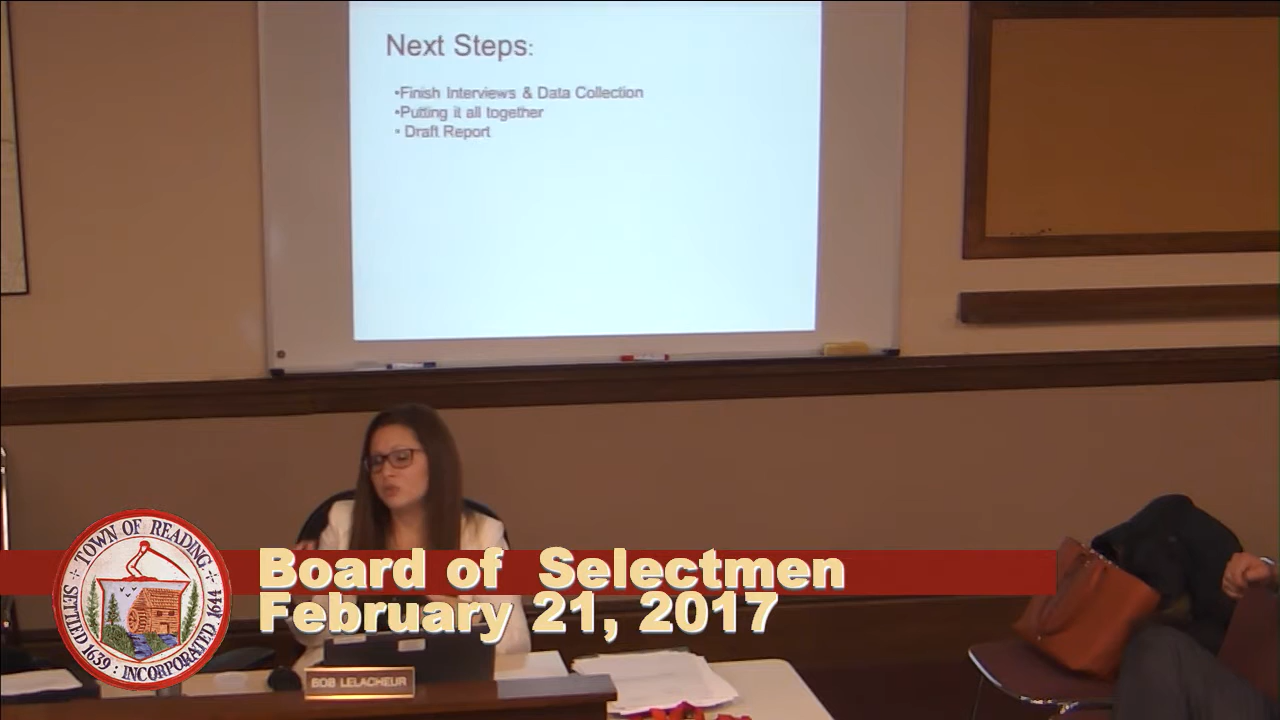 Next Steps:
•Finish Interviews & Data Collection
•Putting it all together
• Draft Report
TOWN OF READING
SETTLED 1639 : INCORPORATED 1644
Board of Selectmen
February 21, 2017
BOB LELACHEUR